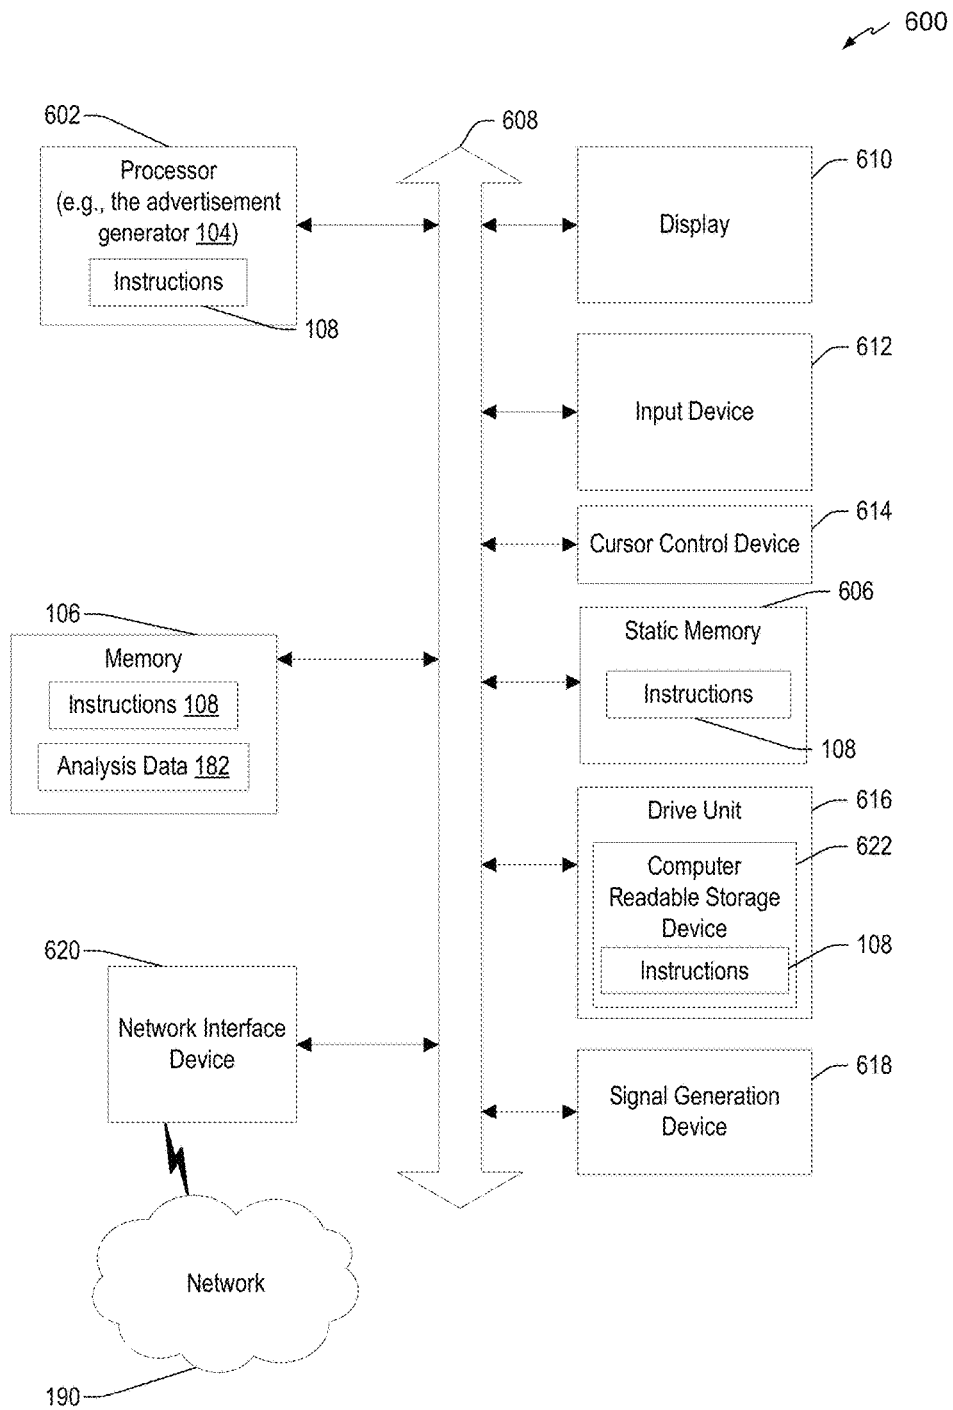 600
602
Processor
(e.g., the advertisement
generator 104)
Instructions
108
608
610
Display
612
Input Device
614
Cursor Control Device
606
Static Memory
Instructions
108
106
Memory
Instructions 108
Analysis Data 182
616
Drive Unit
622
Computer
Readable Storage
Device
108
Instructions
620
Network Interface
Device
618
Signal Generation
Device
Network
190